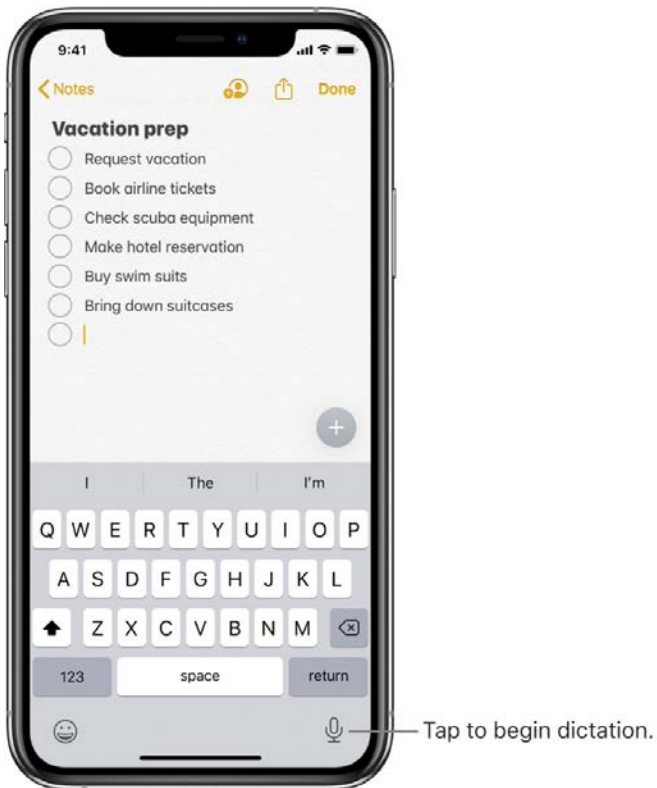 9:41
Notes
Done
Vacation prep
Request vacation
Book airline tickets
Check scuba equipment
Make hotel reservation
Buy swim suits
Bring down suitcases
I The I'm
Q W E R T Y U I O P
A S D F G H J K L
Z X C V B N M
123 space return
Tap to begin dictation.